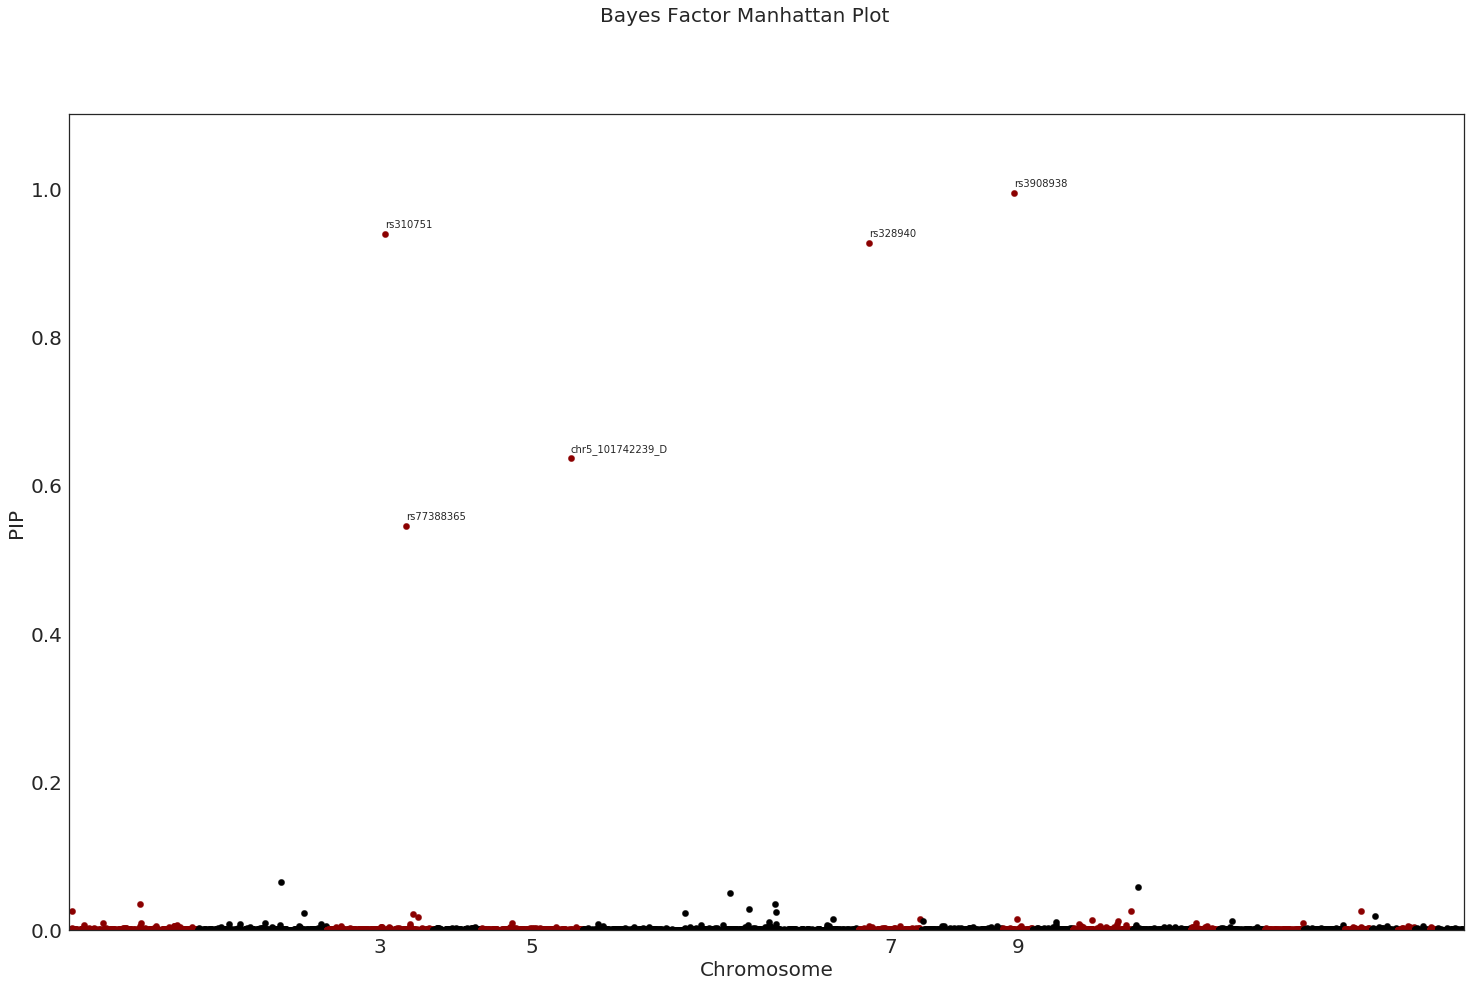 Bayes Factor Manhattan Plot
1.0
0.8
0.6
0.4
0.2
0.0
PIP
rs3908938
rs310751
rs328940
chr5_101742239_D
rs77388365
3 5 7 9
Chromosome